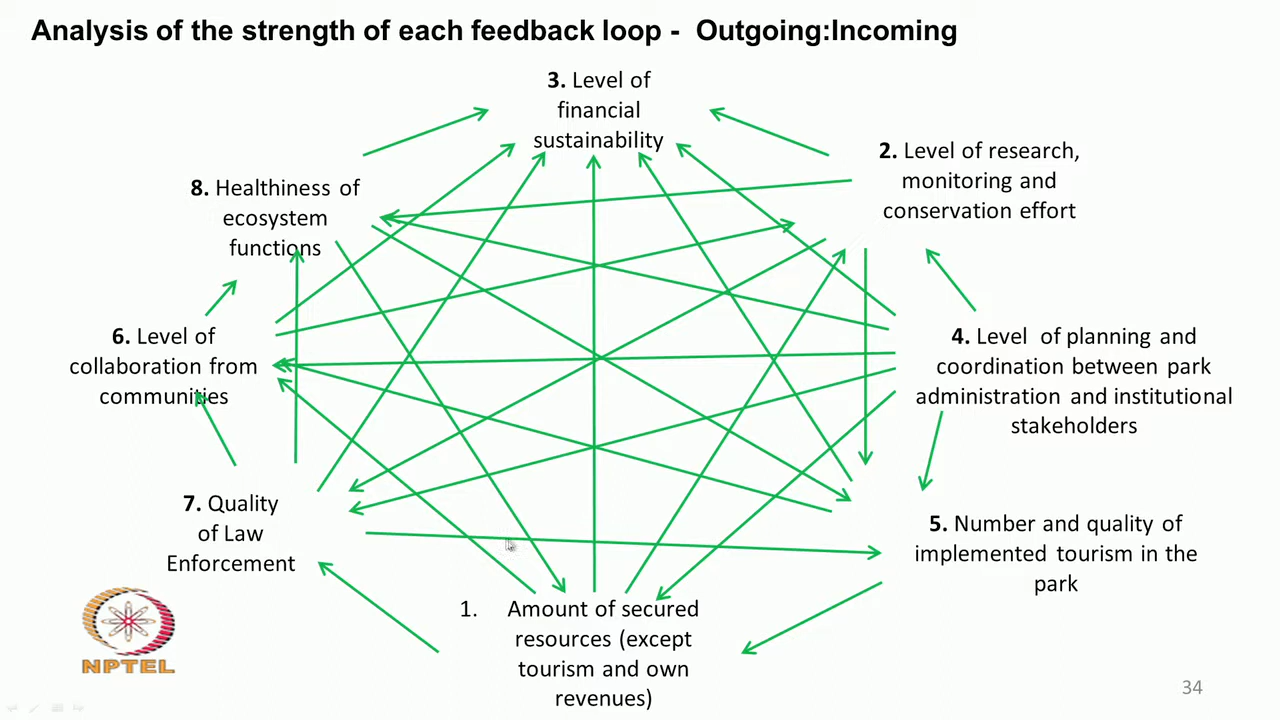 Analysis of the strength of each feedback loop -  Outgoing:Incoming
3. Level of
financial
sustainability
2. Level of research,
monitoring and
conservation effort
8. Healthiness of
ecosystem
functions
6. Level of
collaboration from
communities
4. Level  of planning and
coordination between park
administration and institutional
stakeholders
7. Quality
of Law
Enforcement
5. Number and quality of
implemented tourism in the
park
1. Amount of secured
resources (except
tourism and own
revenues)
NPTEL
34